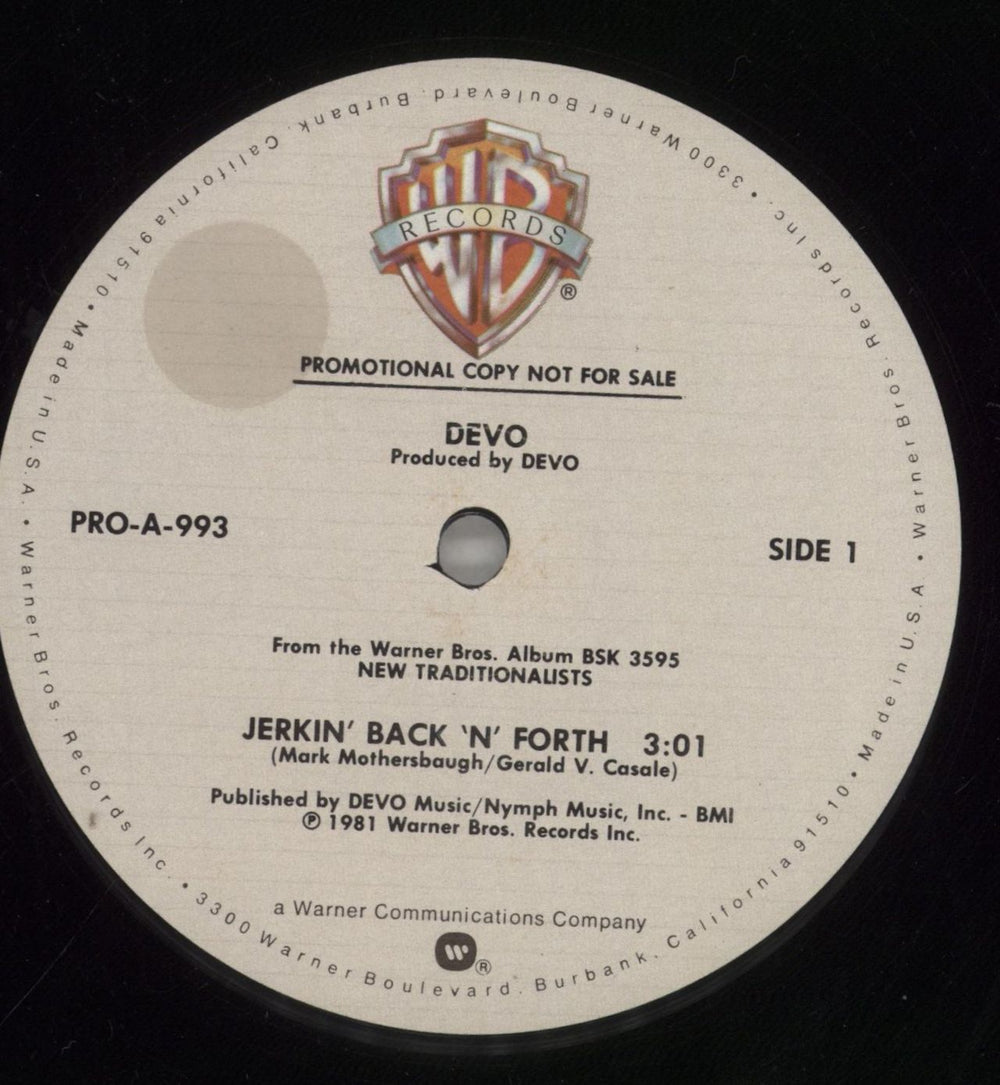 WB
RECORDS
®
PROMOTIONAL COPY NOT FOR SALE
DEVO
Produced by DEVO
PRO-A-993
SIDE 1
From the Warner Bros. Album BSK 3595
NEW TRADITIONALISTS
JERKIN' BACK 'N' FORTH 3:01
(Mark Mothersbaugh/Gerald V. Casale)
Published by DEVO Music/Nymph Music, Inc. - BMI
℗ 1981 Warner Bros. Records Inc.
a Warner Communications Company
W ®
Warner Bros. Records Inc. • 3300 Warner Boulevard. Burbank. California 91510 • Made in U.S.A. • Warner Bros. Records Inc. • 3300 Warner Boulevard. Burbank. California 91510 • Made in U.S.A •